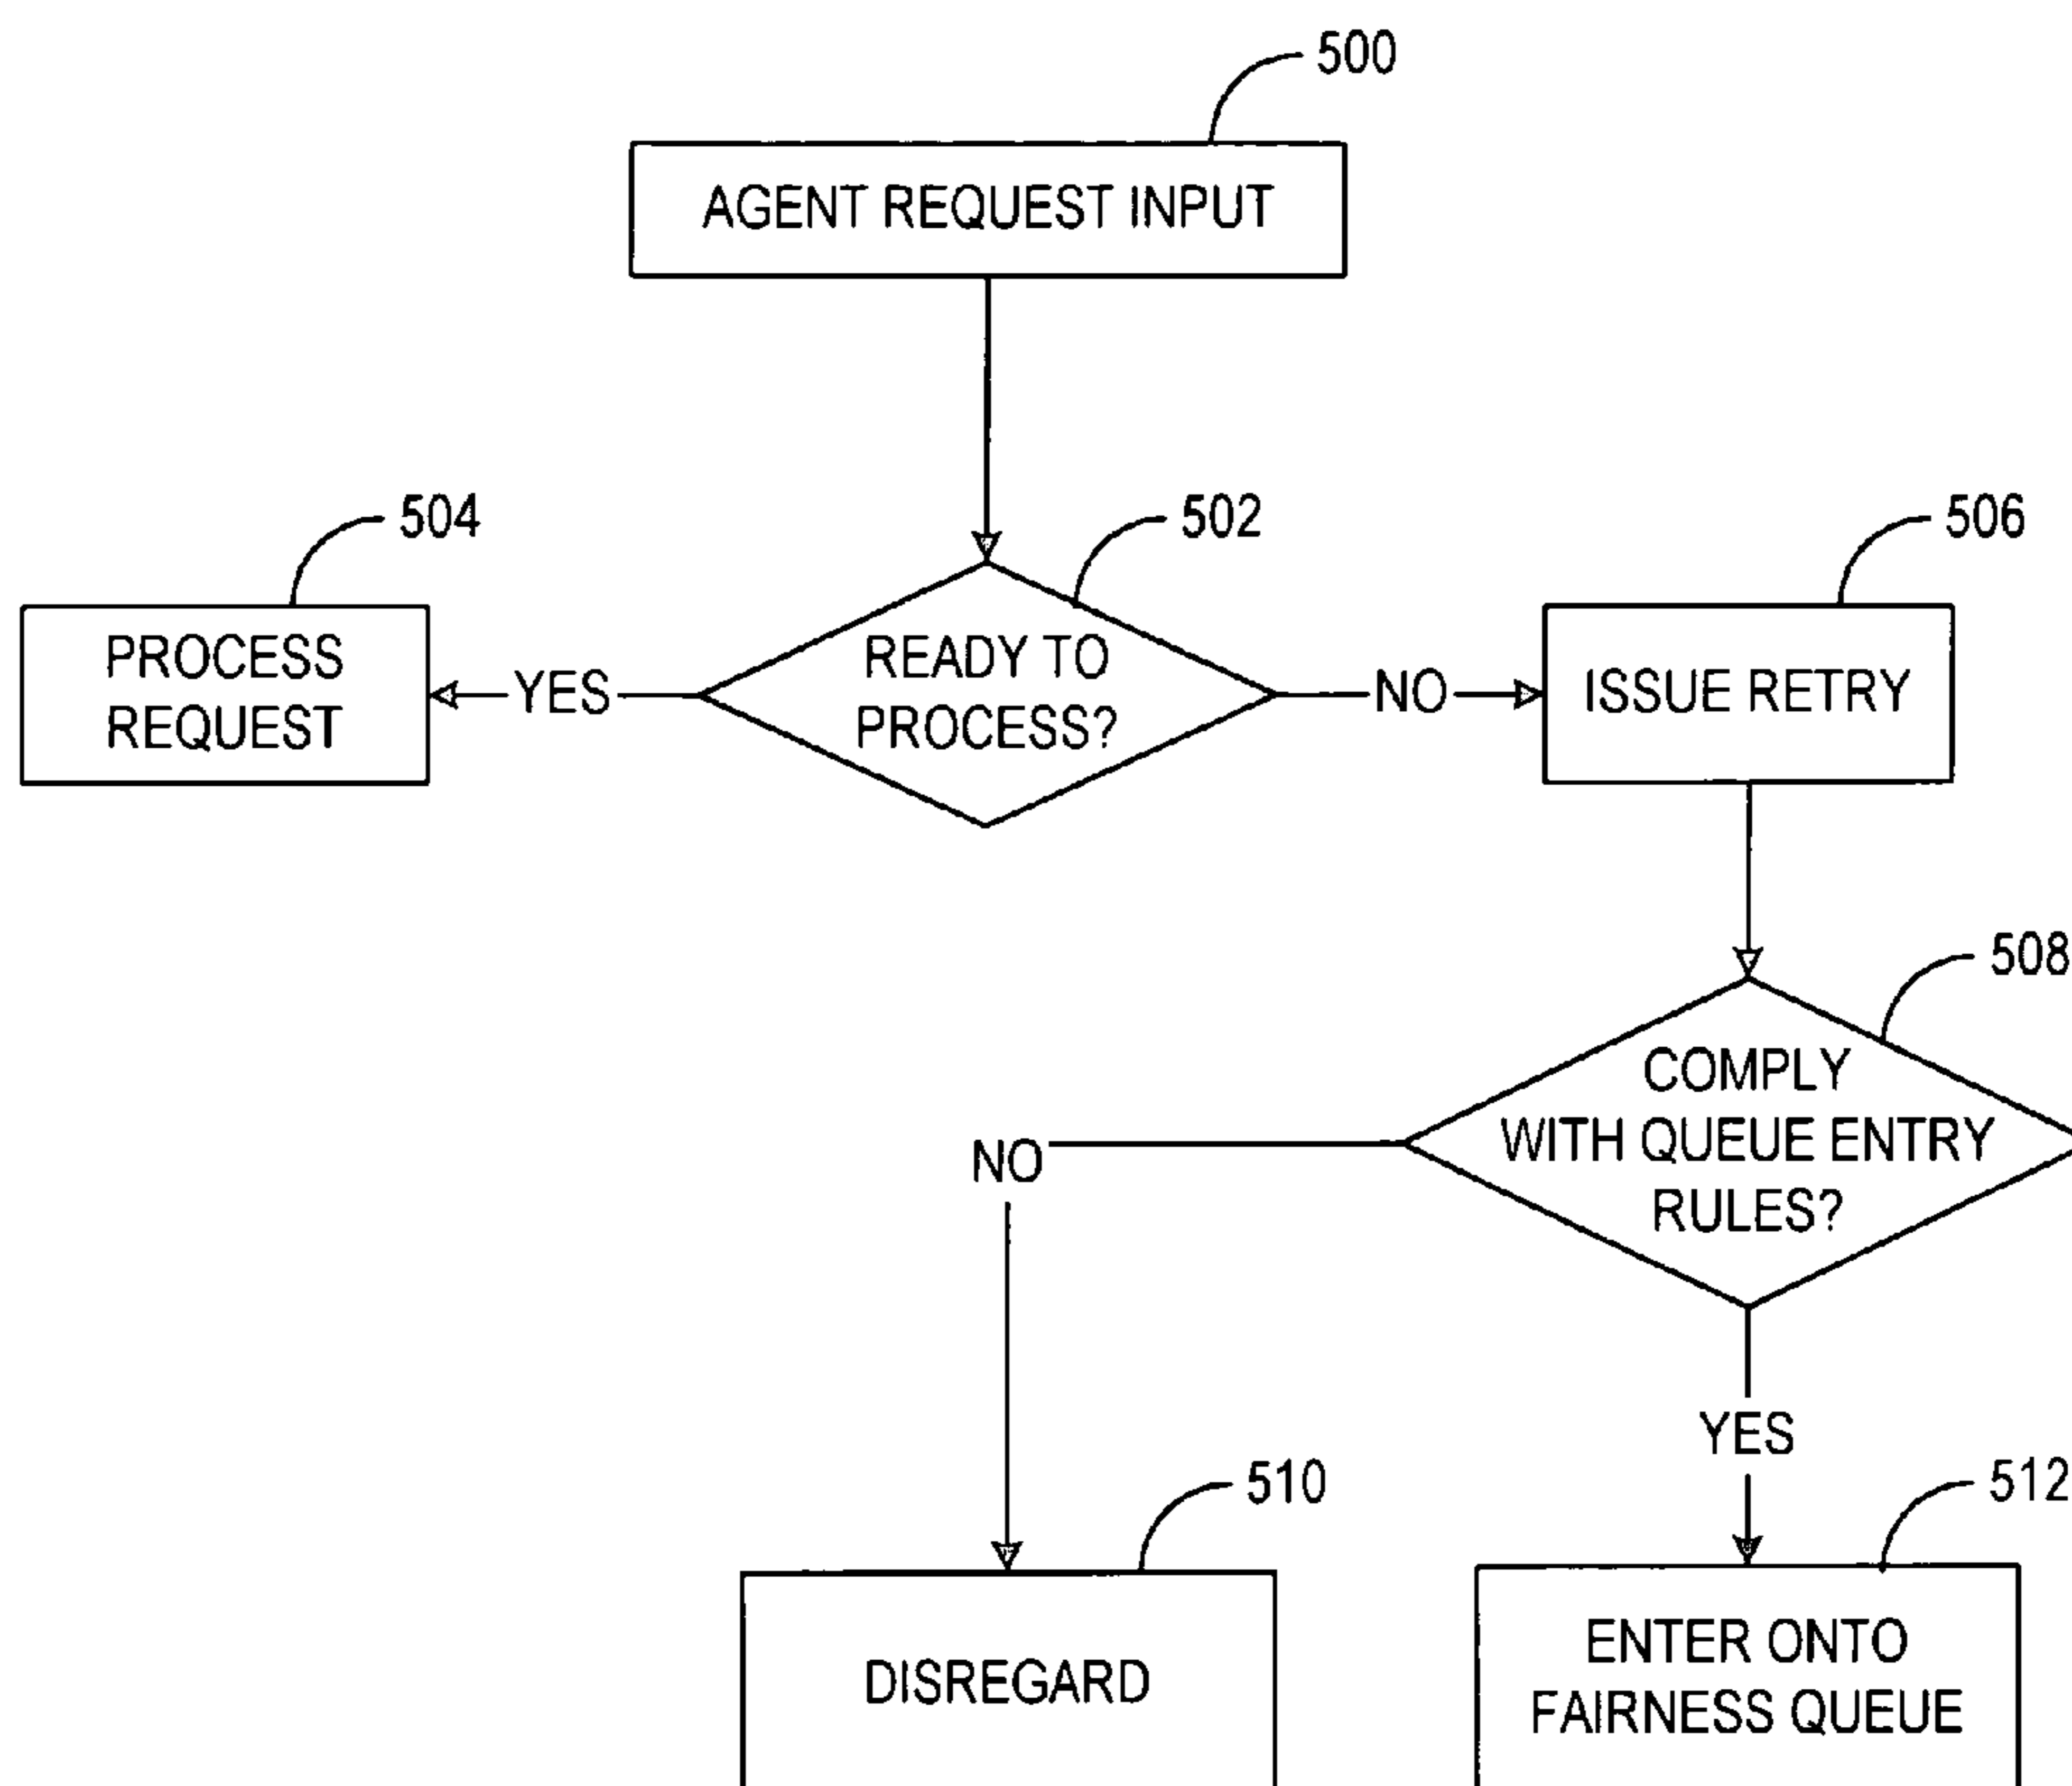 500
AGENT REQUEST INPUT
504
502
506
PROCESS
REQUEST
YES
READY TO
PROCESS?
NO
ISSUE RETRY
508
COMPLY
WITH QUEUE ENTRY
RULES?
NO
YES
510
512
DISREGARD
ENTER ONTO
FAIRNESS QUEUE